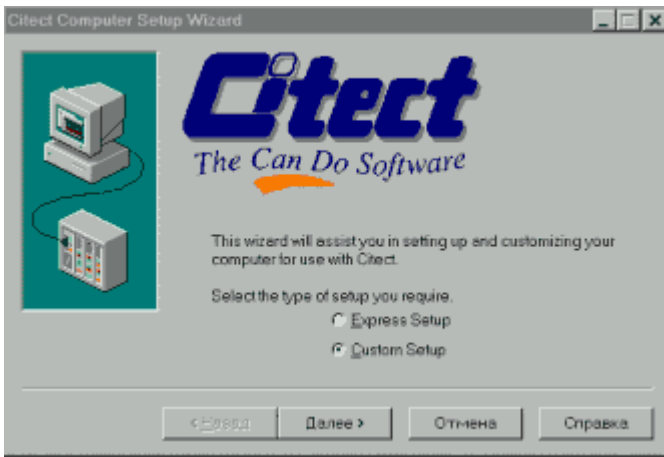 Citect Computer Setup Wizard
Citect
The Can Do Software
This wizard will assist you in setting up and customizing your
computer for use with Citect.
Select the type of setup you require.
Express Setup
Custom Setup
< Назад Далее > Отмена Справка